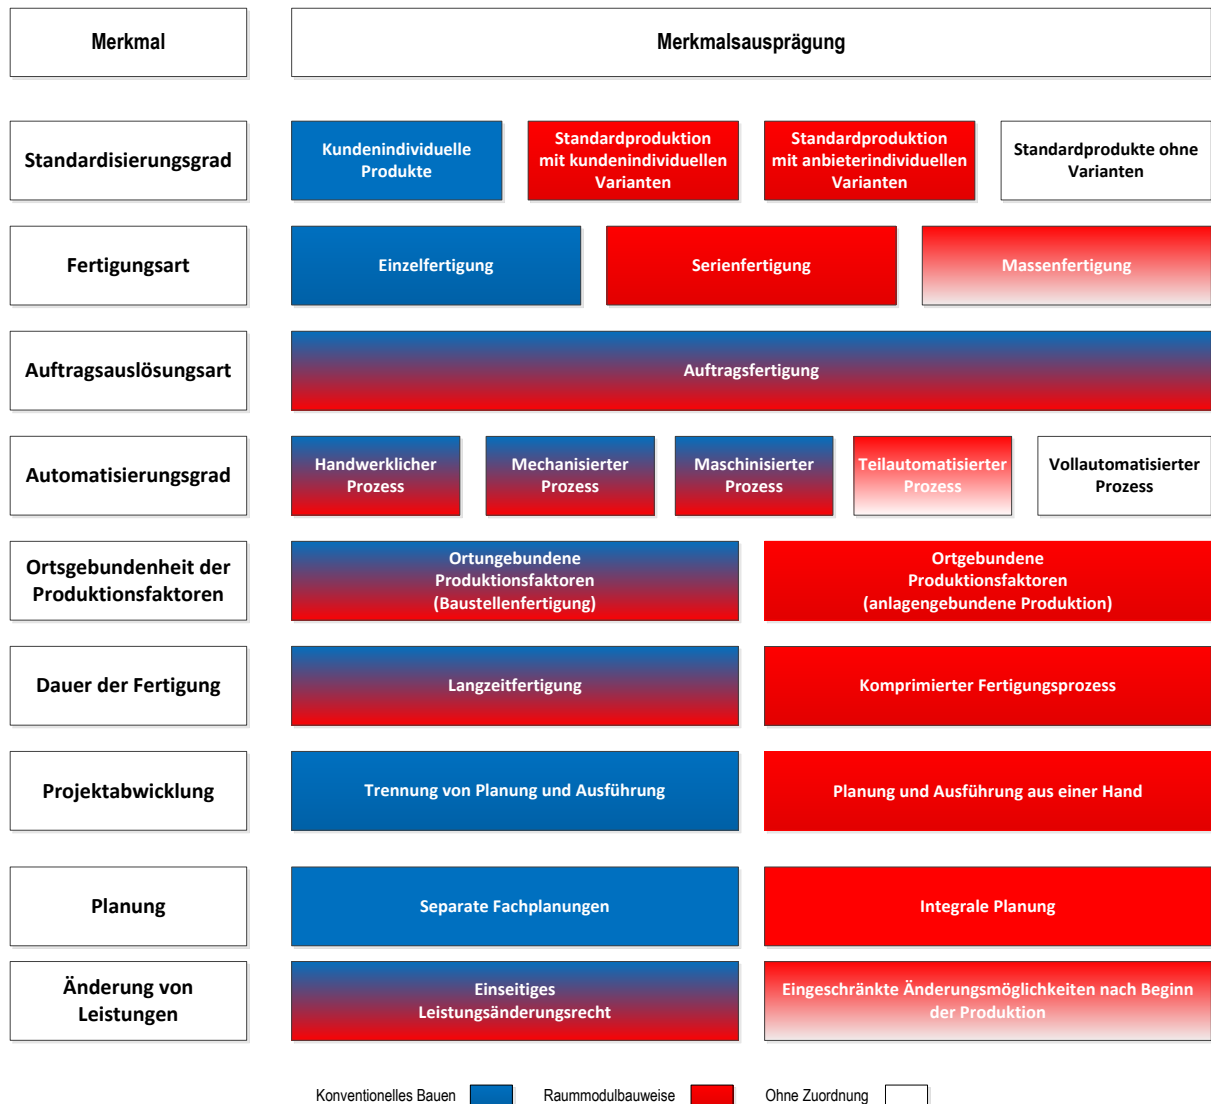 Merkmal
Merkmalsausprägung
Standardisierungsgrad
Kundenindividuelle
Produkte
Standardproduktion
mit kundenindividuellen
Varianten
Standardproduktion
mit anbieterindividuellen
Varianten
Standardprodukte ohne
Varianten
Fertigungsart
Einzelfertigung
Serienfertigung
Massenfertigung
Auftragsauslösungsart
Auftragsfertigung
Automatisierungsgrad
Handwerklicher
Prozess
Mechanisierter
Prozess
Maschinisierter
Prozess
Teilautomatisierter
Prozess
Vollautomatisierter
Prozess
Ortsgebundenheit der
Produktionsfaktoren
Ortungebundene
Produktionsfaktoren
(Baustellenfertigung)
Ortgebundene
Produktionsfaktoren
(anlagengebundene Produktion)
Dauer der Fertigung
Langzeitfertigung
Komprimierter Fertigungsprozess
Projektabwicklung
Trennung von Planung und Ausführung
Planung und Ausführung aus einer Hand
Planung
Separate Fachplanungen
Integrale Planung
Änderung von
Leistungen
Einseitiges
Leistungsänderungsrecht
Eingeschränkte Änderungsmöglichkeiten nach Beginn
der Produktion
Konventionelles Bauen
Raummodulbauweise
Ohne Zuordnung